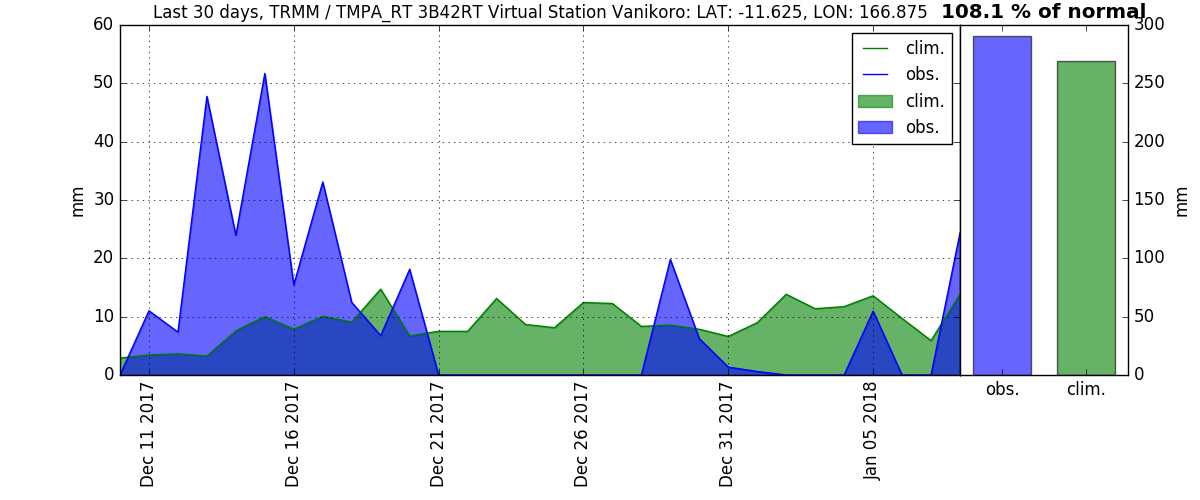 Last 30 days, TRMM / TMPA_RT 3B42RT Virtual Station Vanikoro: LAT: -11.625, LON: 166.875 108.1 % of normal
60
50
40
30
20
10
0
mm
clim.
obs.
clim.
obs.
300
250
200
150
100
50
0
mm
obs. clim.
Dec 11 2017
Dec 16 2017
Dec 21 2017
Dec 26 2017
Dec 31 2017
Jan 05 2018